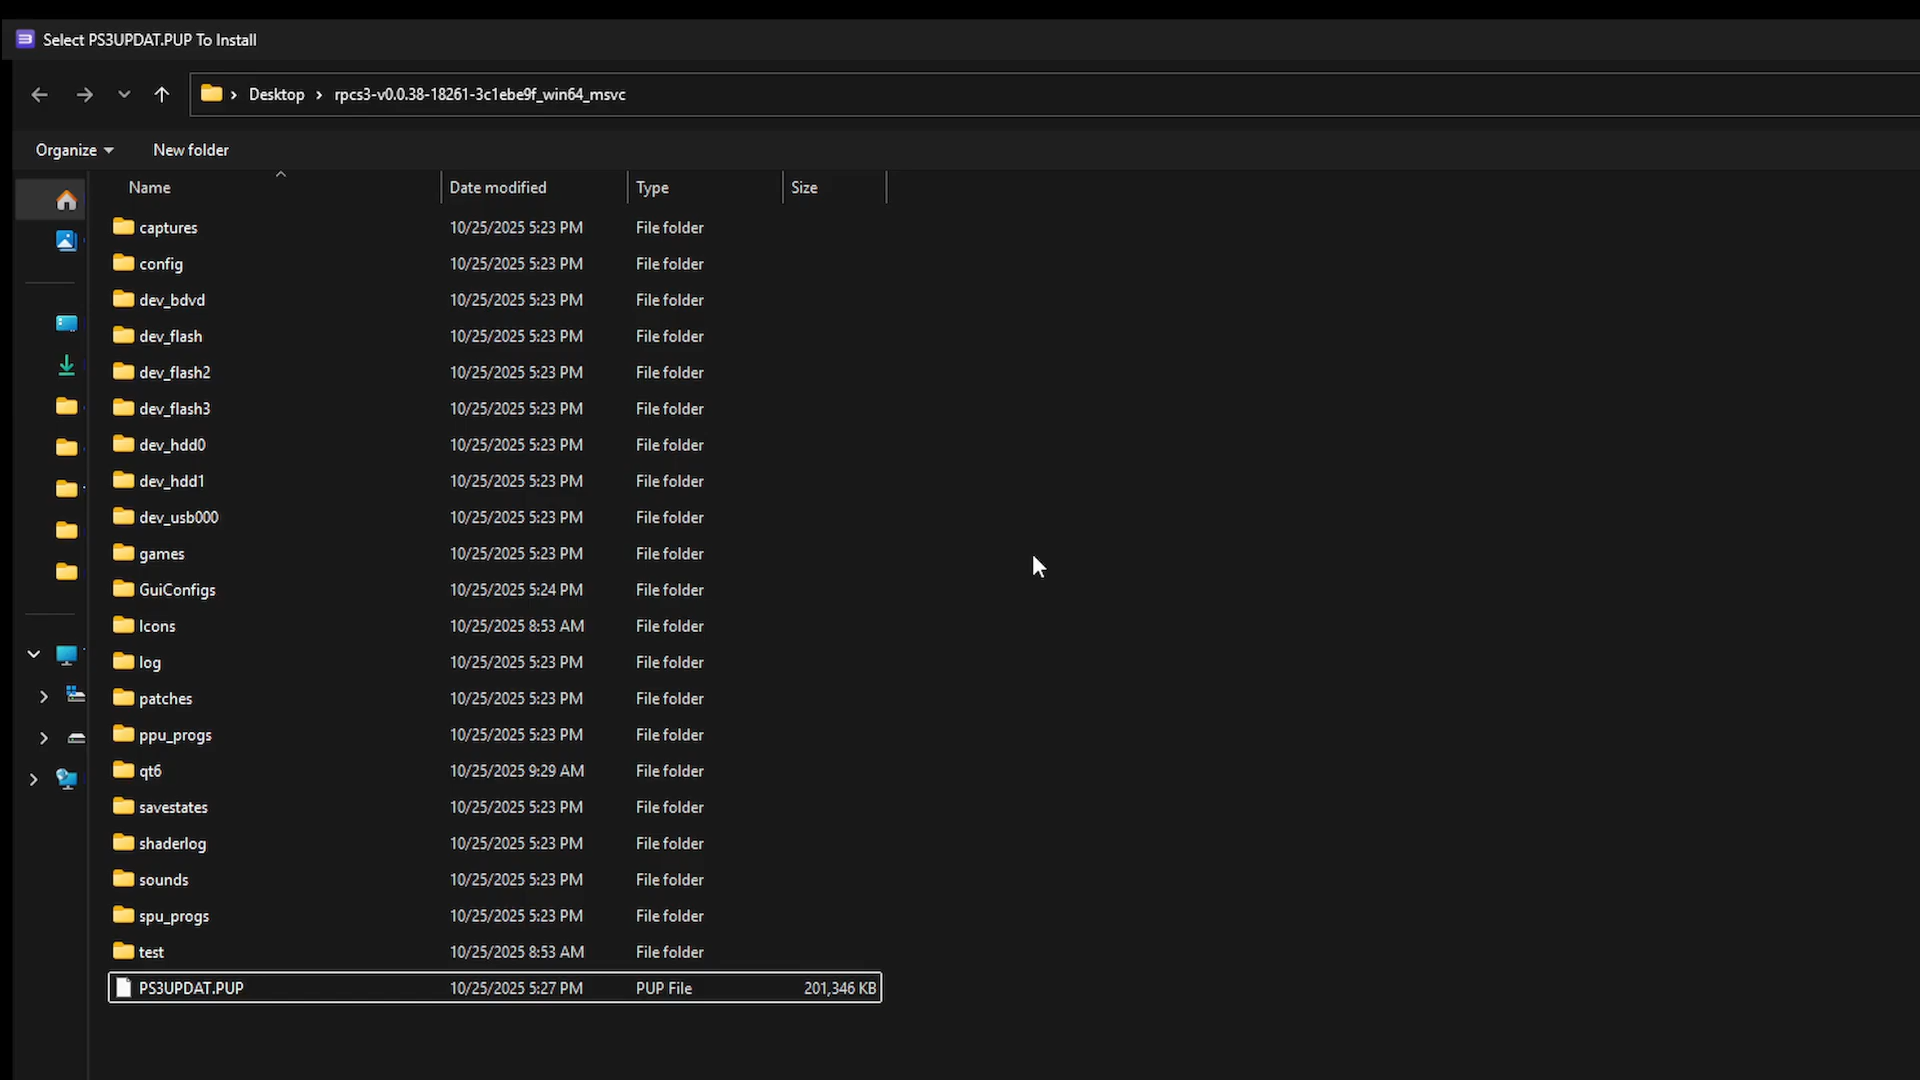 Select PS3UPDAT.PUP To Install
Desktop rpcs3-v0.0.38-18261-3c1ebe9f_win64_msvc
Organize New folder
Name Date modified Type Size
captures 10/25/2025 5:23 PM File folder
config 10/25/2025 5:23 PM File folder
dev_bdvd 10/25/2025 5:23 PM File folder
dev_flash 10/25/2025 5:23 PM File folder
dev_flash2 10/25/2025 5:23 PM File folder
dev_flash3 10/25/2025 5:23 PM File folder
dev_hdd0 10/25/2025 5:23 PM File folder
dev_hdd1 10/25/2025 5:23 PM File folder
dev_usb000 10/25/2025 5:23 PM File folder
games 10/25/2025 5:23 PM File folder
GuiConfigs 10/25/2025 5:24 PM File folder
Icons 10/25/2025 8:53 AM File folder
log 10/25/2025 5:23 PM File folder
patches 10/25/2025 5:23 PM File folder
ppu_progs 10/25/2025 5:23 PM File folder
qt6 10/25/2025 9:29 AM File folder
savestates 10/25/2025 5:23 PM File folder
shaderlog 10/25/2025 5:23 PM File folder
sounds 10/25/2025 5:23 PM File folder
spu_progs 10/25/2025 5:23 PM File folder
test 10/25/2025 8:53 AM File folder
PS3UPDAT.PUP 10/25/2025 5:27 PM PUP File 201,346 KB